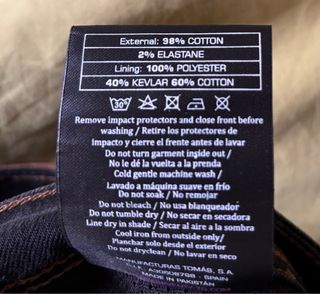 External: 98% COTTON
2% ELASTANE
Lining: 100% POLYESTER
40% KEVLAR 60% COTTON
30°
Remove impact protectors and close front before
washing / Retire los protectores de
impacto y cierre el frente antes de lavar
Do not turn garment inside out /
No le dé la vuelta a la prenda
Cold gentle machine wash /
Lavado a máquina suave en frío
Do not soak / No remojar
Do not bleach / No usa blanqueador
Do not tumble dry / No secar en secadora
Line dry in shade / Secar al aire a la sombra
Cool iron from outside only/
Planchar solo desde el exterior
Do not dryclean / No lavar en seco
MANUFACTURAS TOMÁS, S.A.
SPAIN
MADE IN PAKISTÁN